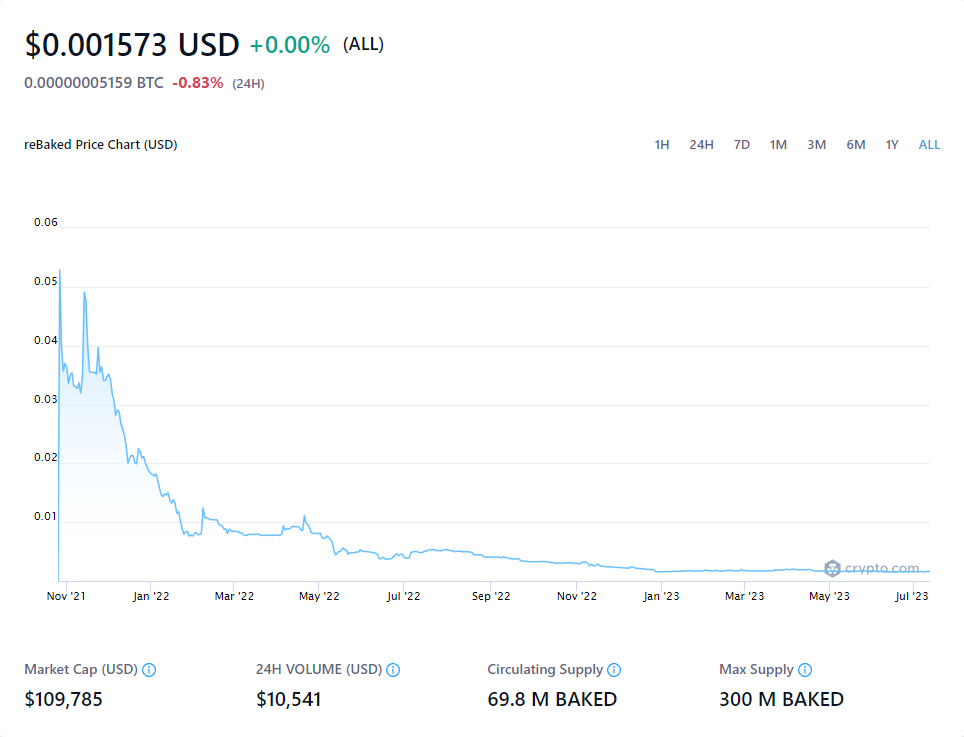 $0.001573 USD +0.00% (ALL)
0.00000005159 BTC -0.83% (24H)
reBaked Price Chart (USD) 1H 24H 7D 1M 3M 6M 1Y ALL
0.06
0.05
0.04
0.03
0.02
0.01
crypto.com
Nov '21 Jan '22 Mar '22 May '22 Jul '22 Sep '22 Nov '22 Jan '23 Mar '23 May '23 Jul '23
Market Cap (USD) 24H VOLUME (USD) Circulating Supply Max Supply
$109,785 $10,541 69.8 M BAKED 300 M BAKED